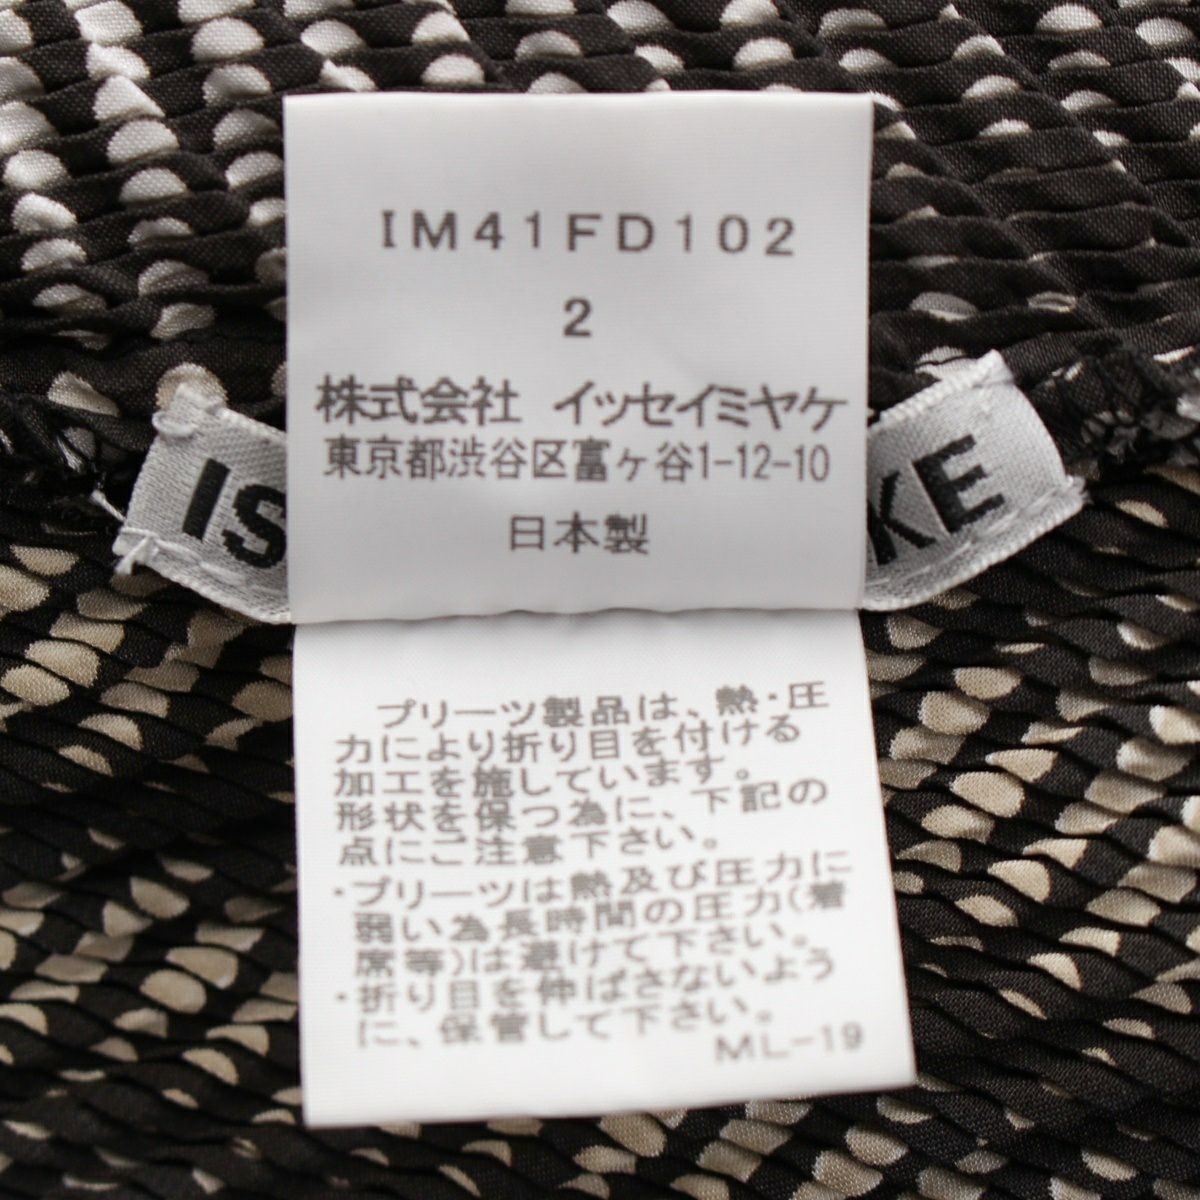 IM41FD102
2
株式会社 イッセイミヤケ
東京都渋谷区富ヶ谷1-12-10
日本製
IS KE
プリーツ製品は、熱・圧
力により折り目を付ける
加工を施しています。
形状を保つ為に、下記の
点にご注意下さい。
・プリーツは熱及び圧力に
弱い為長時間の圧力(着
席等)は避けて下さい。
・折り目を伸ばさないよう
に、保管して下さい。
ML-19